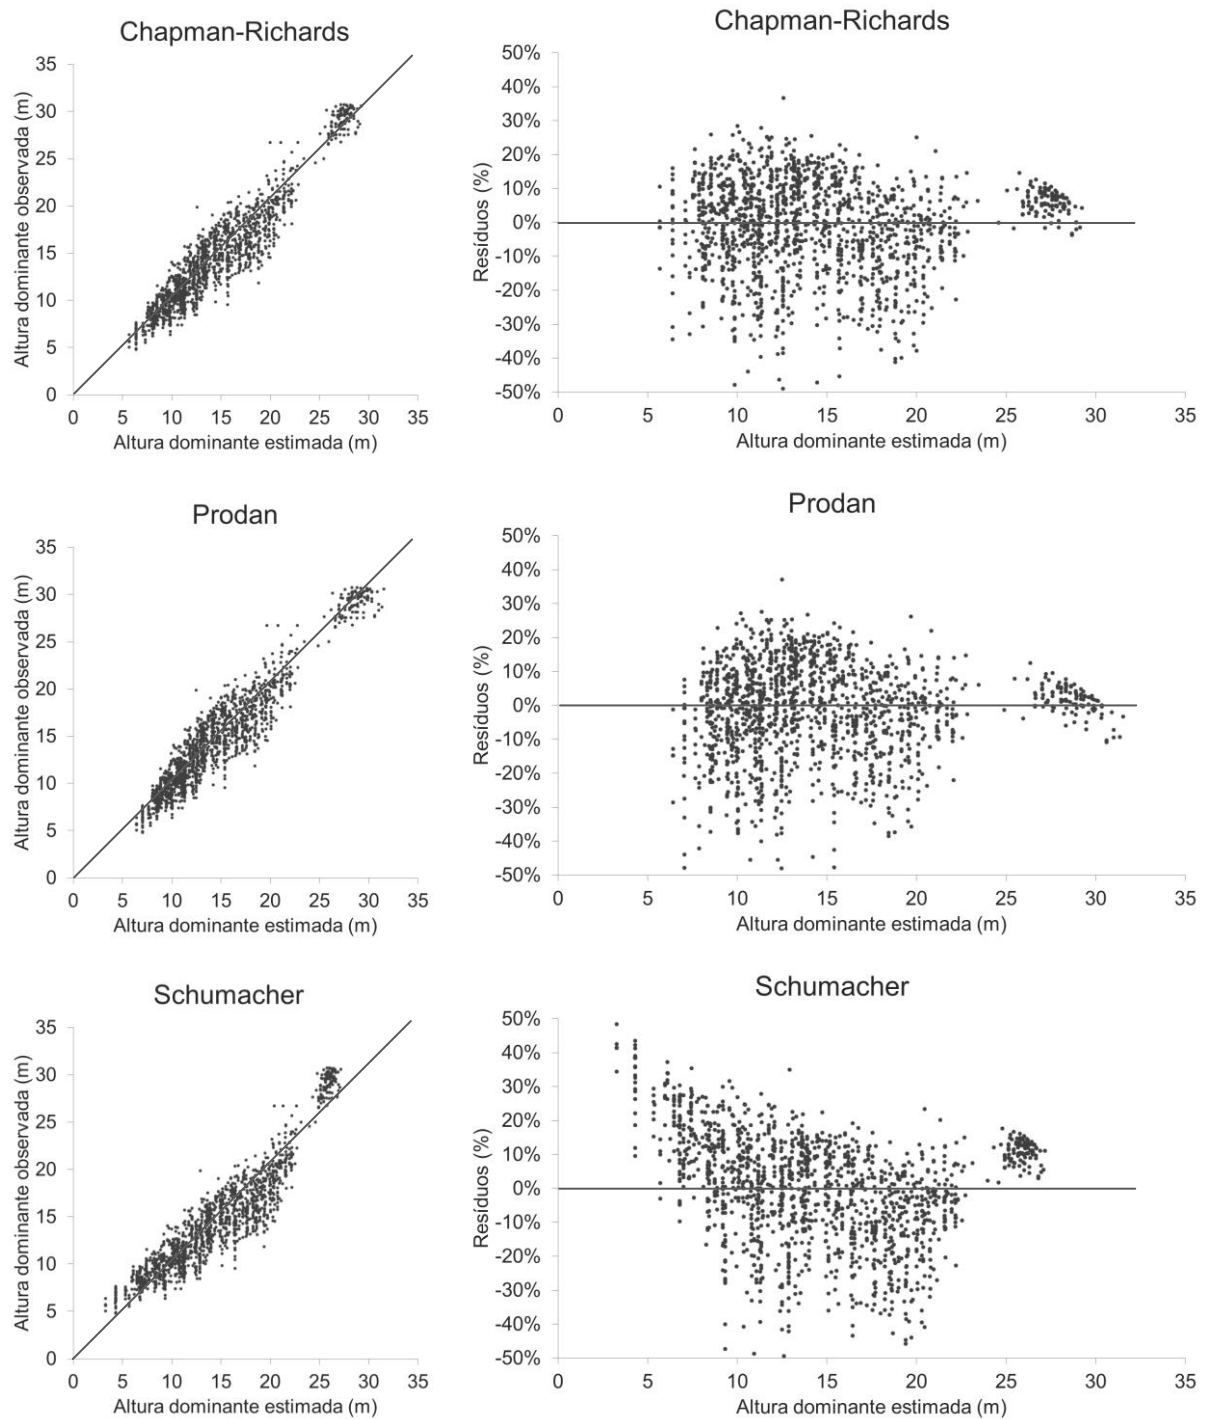 Chapman-Richards
Altura dominante observada (m)
35
30
25
20
15
10
5
0
0 5 10 15 20 25 30 35
Altura dominante estimada (m)
Chapman-Richards
Resíduos (%)
50%
40%
30%
20%
10%
0%
-10%
-20%
-30%
-40%
-50%
0 5 10 15 20 25 30 35
Altura dominante estimada (m)
Prodan
Altura dominante observada (m)
35
30
25
20
15
10
5
0
0 5 10 15 20 25 30 35
Altura dominante estimada (m)
Prodan
Resíduos (%)
50%
40%
30%
20%
10%
0%
-10%
-20%
-30%
-40%
-50%
0 5 10 15 20 25 30 35
Altura dominante estimada (m)
Schumacher
Altura dominante observada (m)
35
30
25
20
15
10
5
0
0 5 10 15 20 25 30 35
Altura dominante estimada (m)
Schumacher
Resíduos (%)
50%
40%
30%
20%
10%
0%
-10%
-20%
-30%
-40%
-50%
0 5 10 15 20 25 30 35
Altura dominante estimada (m)